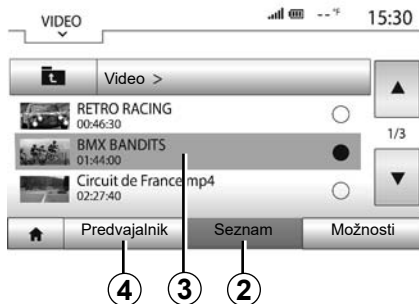 VIDEO
--°F 15:30
Video >
RETRO RACING
00:46:30
BMX BANDITS
01:44:00
1/3
Circuit de France mp4
02:27:40
Predvajalnik Seznam Možnosti
4 3 2